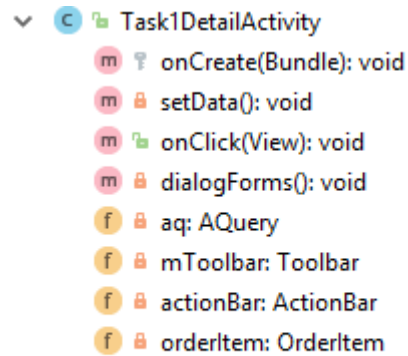 C Task1DetailActivity
m onCreate(Bundle): void
m setData(): void
m onClick(View): void
m dialogForms(): void
f aq: AQuery
f mToolbar: Toolbar
f actionBar: ActionBar
f orderItem: OrderItem